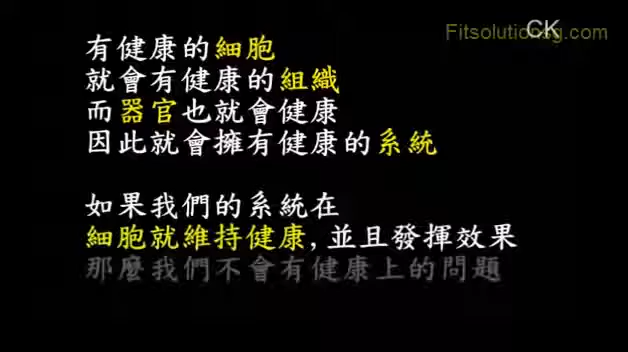 Fitsolutionsg.com
CK
有健康的細胞
就會有健康的組織
而器官也就會健康
因此就會擁有健康的系統
如果我們的系統在
細胞就維持健康,並且發揮效果
那麼我們不會有健康上的問題